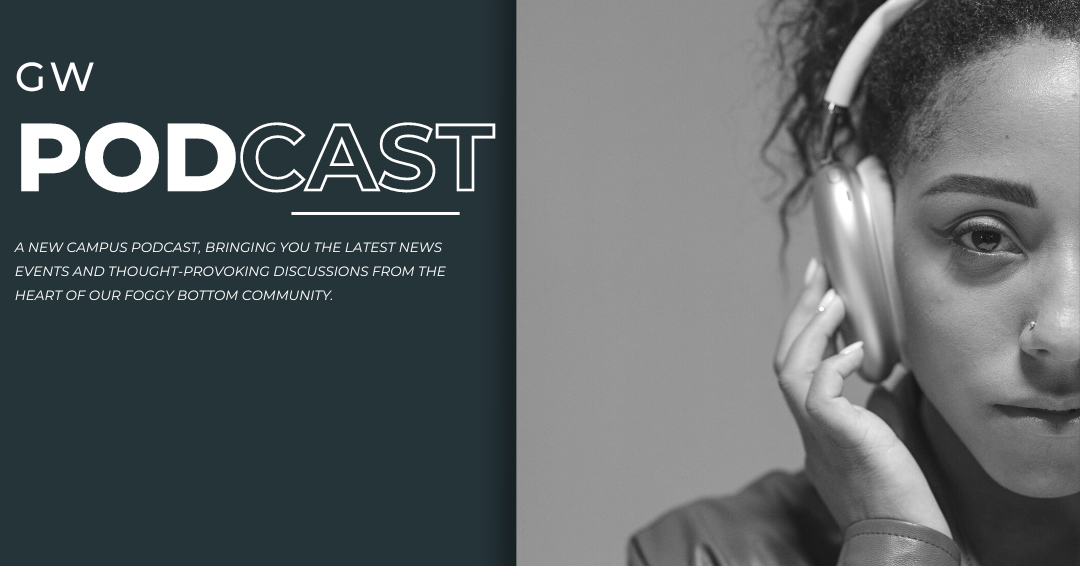 GW
PODCAST
A NEW CAMPUS PODCAST, BRINGING YOU THE LATEST NEWS
EVENTS AND THOUGHT-PROVOKING DISCUSSIONS FROM THE
HEART OF OUR FOGGY BOTTOM COMMUNITY.